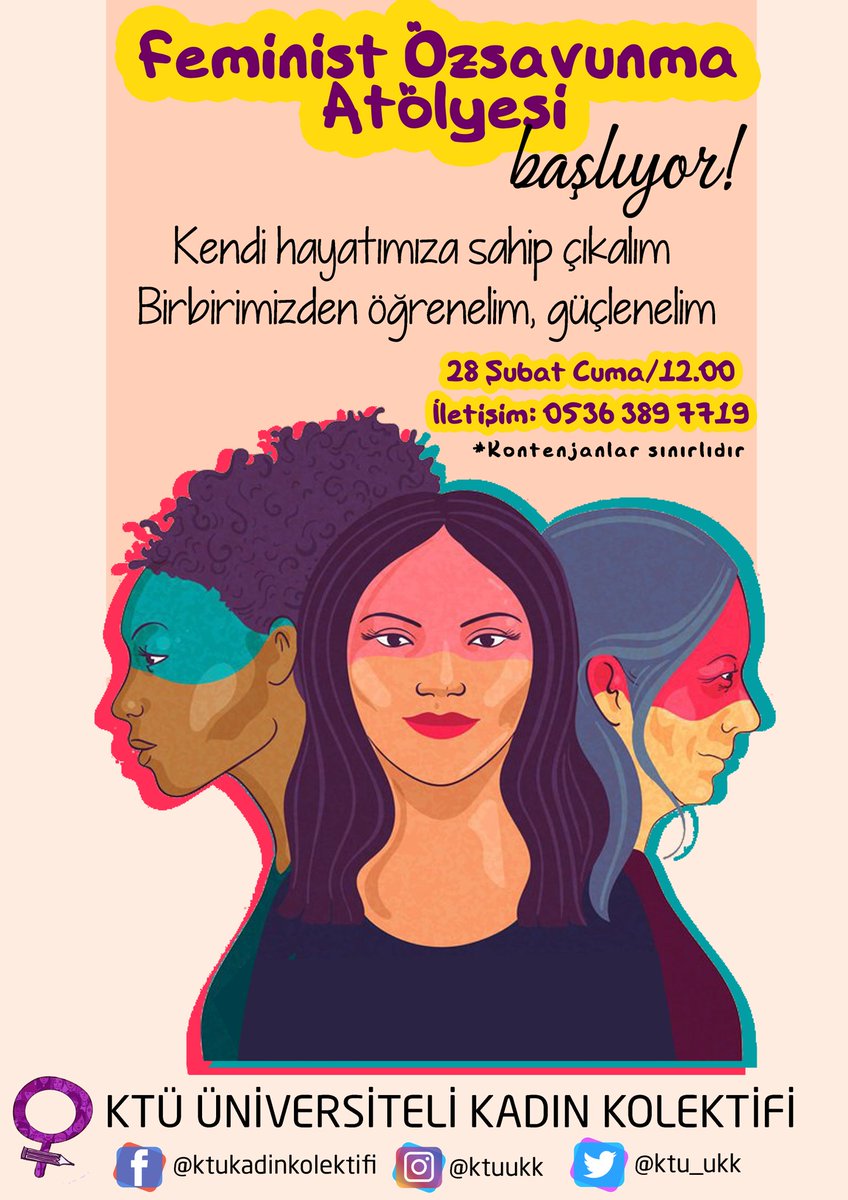 Feminist Özsavunma
Atölyesi
başlıyor!
Kendi hayatımıza sahip çıkalım
Birbirimizden öğrenelim, güçlenelim
28 Şubat Cuma/12.00
İletişim: 0536 389 7719
*Kontenjanlar sınırlıdır
KTÜ ÜNİVERSİTELİ KADIN KOLEKTİFİ
@ktukadinkolektifi @ktuukk @ktu_ukk